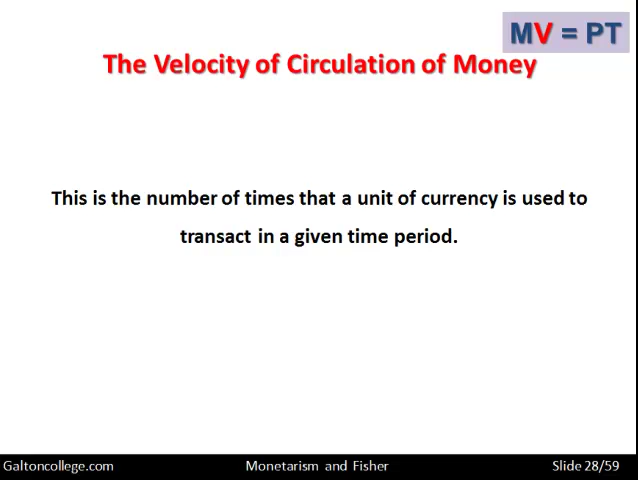 MV = PT
The Velocity of Circulation of Money
This is the number of times that a unit of currency is used to
transact in a given time period.
Galtoncollege.com Monetarism and Fisher Slide 28/59